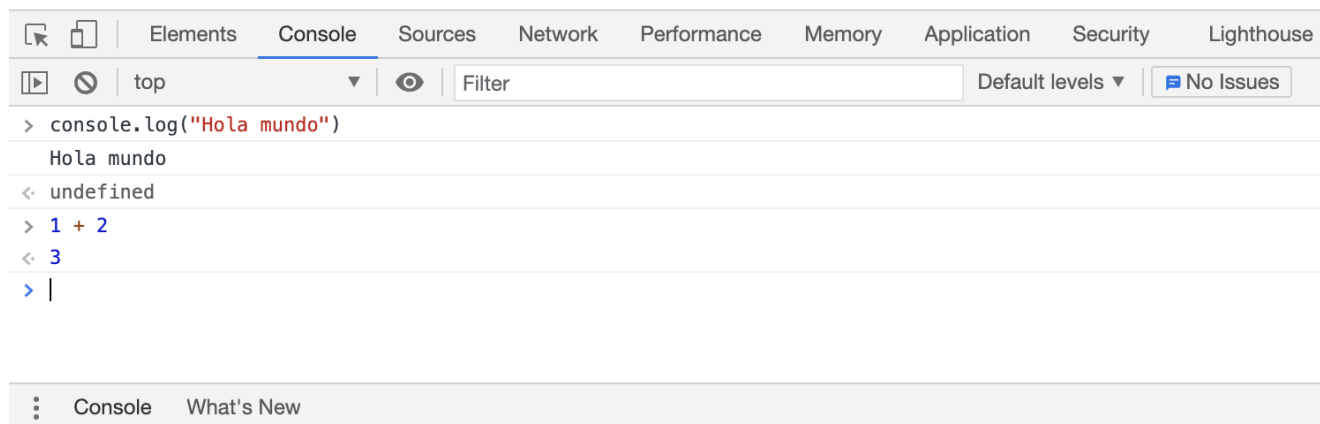 Elements Console Sources Network Performance Memory Application Security Lighthouse
top ▼ Filter Default levels ▼ No Issues
> console.log("Hola mundo")
Hola mundo
<· undefined
> 1 + 2
<· 3
>
Console What's New